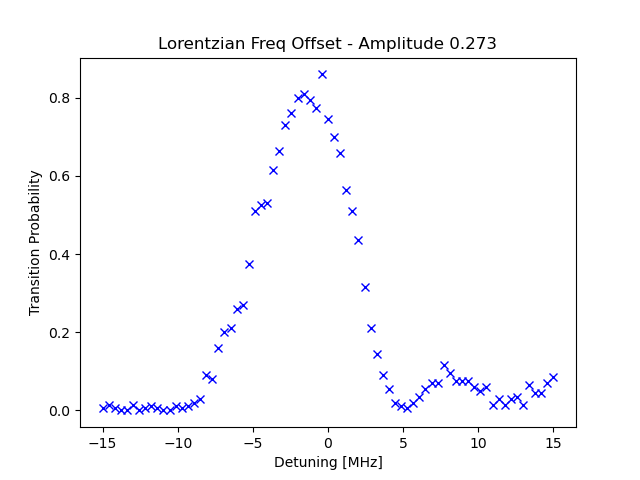 Lorentzian Freq Offset - Amplitude 0.273
Transition Probability
0.8
0.6
0.4
0.2
0.0
−15 −10 −5 0 5 10 15
Detuning [MHz]